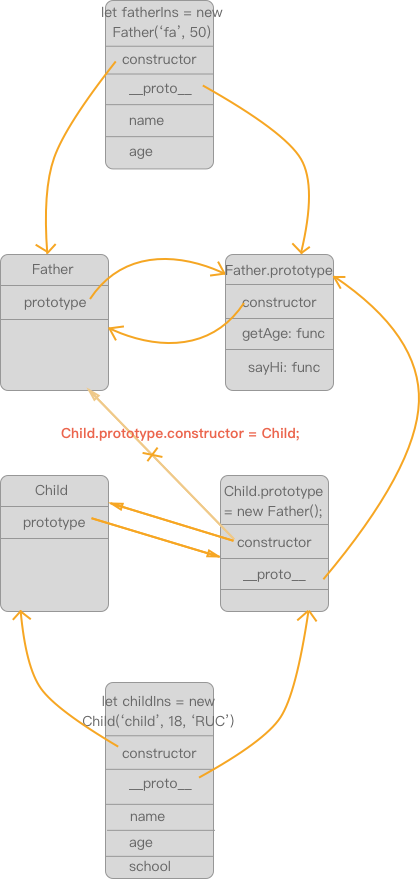 let fatherIns = new
Father(‘fa’, 50)
constructor
__proto__
name
age
Father
prototype
Father.prototype
constructor
getAge: func
sayHi: func
Child.prototype.constructor = Child;
Child
prototype
Child.prototype
= new Father();
constructor
__proto__
let childIns = new
Child(‘child’, 18, ‘RUC’)
constructor
__proto__
name
age
school